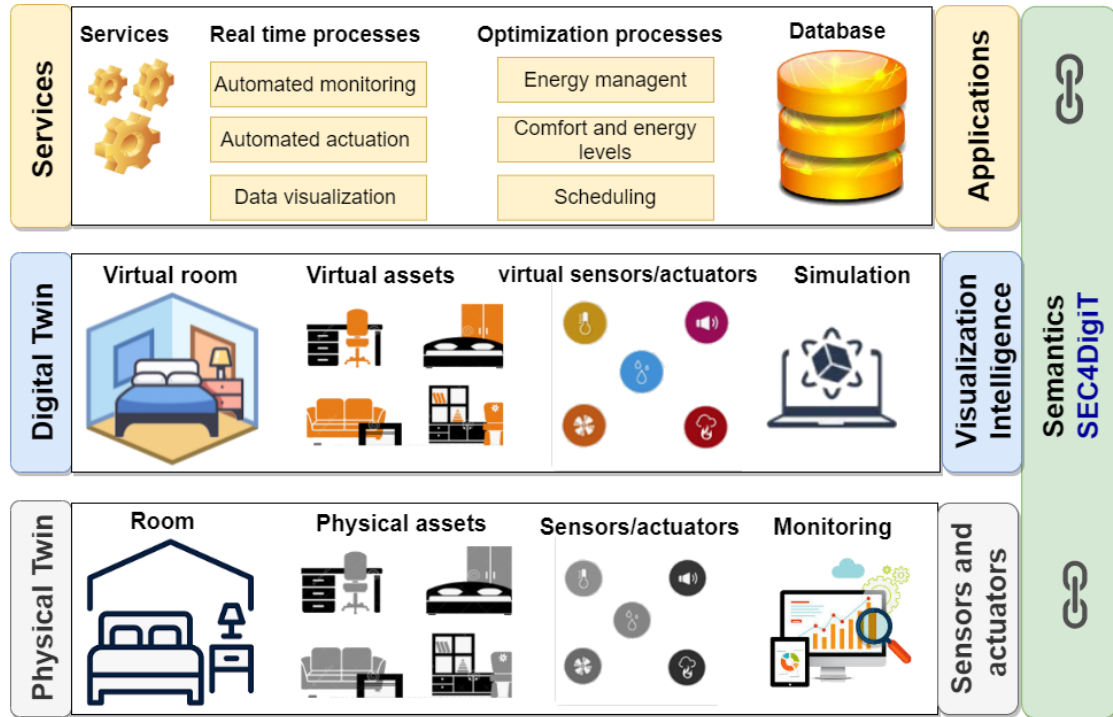 Services
Services
Real time processes
Optimization processes
Database
Automated monitoring
Automated actuation
Data visualization
Energy managent
Comfort and energy
levels
Scheduling
Applications
Digital Twin
Virtual room
Virtual assets
virtual sensors/actuators
Simulation
Visualization
Intelligence
Physical Twin
Room
Physical assets
Sensors/actuators
Monitoring
Sensors and
actuators
Semantics
SEC4DigiT